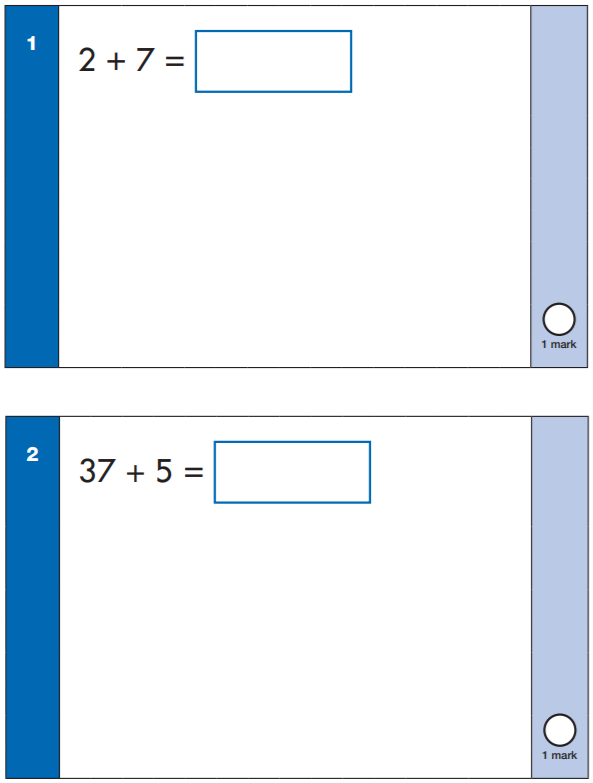 1
2 + 7 =
1 mark
2
37 + 5 =
1 mark